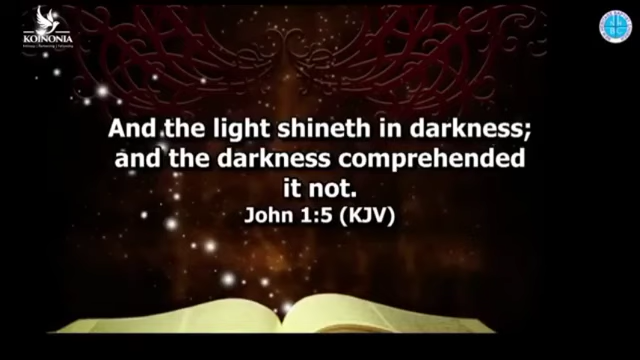 KOINONIA
And the light shineth in darkness;
and the darkness comprehended
it not.
John 1:5 (KJV)